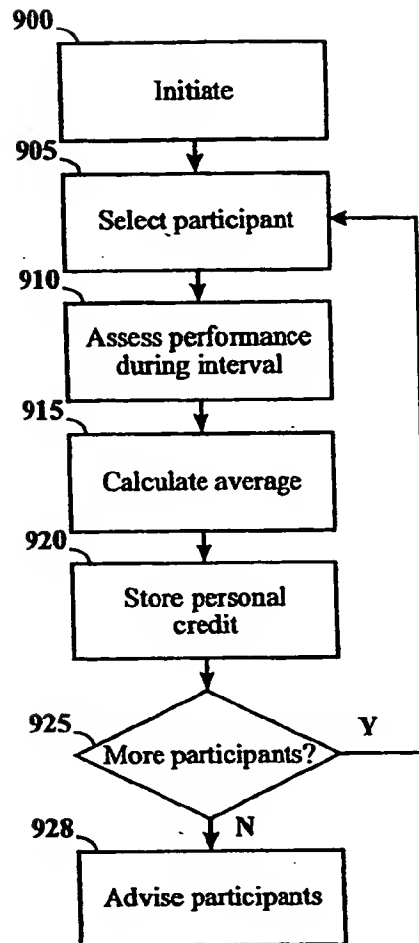 900
Initiate
905
Select participant
910
Assess performance
during interval
915
Calculate average
920
Store personal
credit
925
More participants?
Y
N
928
Advise participants